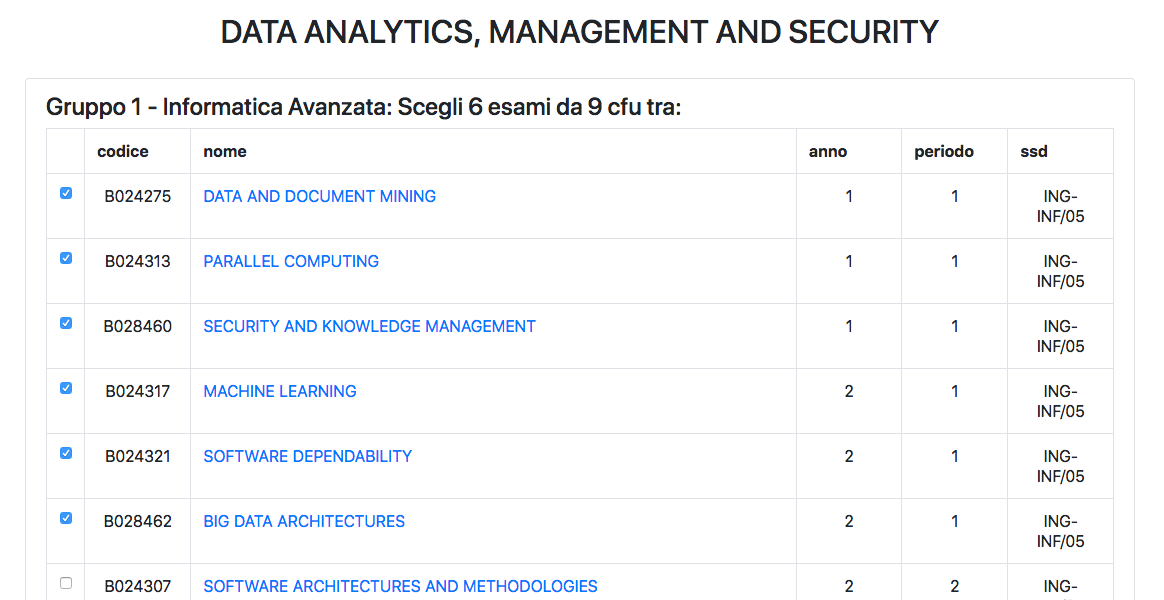 DATA ANALYTICS, MANAGEMENT AND SECURITY
Gruppo 1 - Informatica Avanzata: Scegli 6 esami da 9 cfu tra:
codice nome anno periodo ssd
B024275 DATA AND DOCUMENT MINING 1 1 ING-
INF/05
B024313 PARALLEL COMPUTING 1 1 ING-
INF/05
B028460 SECURITY AND KNOWLEDGE MANAGEMENT 1 1 ING-
INF/05
B024317 MACHINE LEARNING 2 1 ING-
INF/05
B024321 SOFTWARE DEPENDABILITY 2 1 ING-
INF/05
B028462 BIG DATA ARCHITECTURES 2 1 ING-
INF/05
B024307 SOFTWARE ARCHITECTURES AND METHODOLOGIES 2 2 ING-